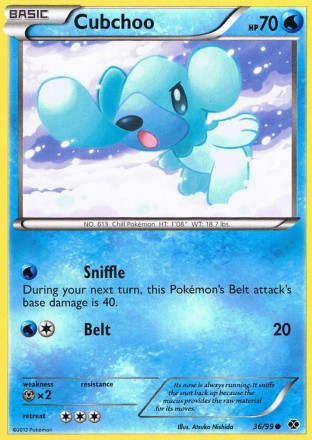 BASIC
Cubchoo
HP 70
NO. 613 Chill Pokémon HT: 1'08" WT: 18.7 lbs.
Sniffle
During your next turn, this Pokémon's Belt attack's
base damage is 40.
Belt 20
weakness resistance
×2
retreat
Its nose is always running. It sniffs
the snot back up because the
mucus provides the raw material
for its moves.
©2012 Pokémon
Illus. Atsuko Nishida
36/99